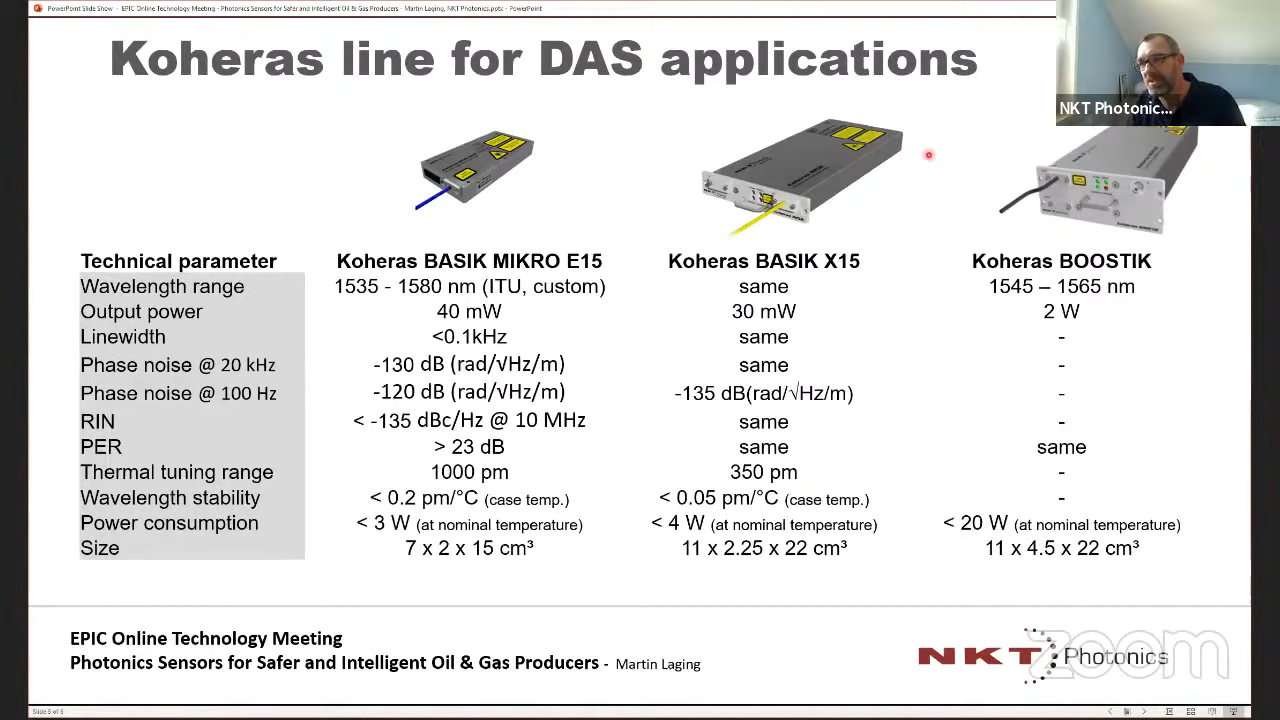 PowerPoint Slide Show - EPIC Online Technology Meeting - Photonics Sensors for Safer and Intelligent Oil & Gas Producers - Martin Laging, NKT Photonics.pptx - PowerPoint
Koheras line for DAS applications
NKT Photonic...
Technical parameter Koheras BASIK MIKRO E15 Koheras BASIK X15 Koheras BOOSTIK
Wavelength range 1535 - 1580 nm (ITU, custom) same 1545 – 1565 nm
Output power 40 mW 30 mW 2 W
Linewidth <0.1kHz same -
Phase noise @ 20 kHz -130 dB (rad/√Hz/m) same -
Phase noise @ 100 Hz -120 dB (rad/√Hz/m) -135 dB(rad/√Hz/m) -
RIN < -135 dBc/Hz @ 10 MHz same -
PER > 23 dB same same
Thermal tuning range 1000 pm 350 pm -
Wavelength stability < 0.2 pm/°C (case temp.) < 0.05 pm/°C (case temp.) -
Power consumption < 3 W (at nominal temperature) < 4 W (at nominal temperature) < 20 W (at nominal temperature)
Size 7 x 2 x 15 cm³ 11 x 2.25 x 22 cm³ 11 x 4.5 x 22 cm³
EPIC Online Technology Meeting
Photonics Sensors for Safer and Intelligent Oil & Gas Producers - Martin Laging
NKT Photonics
zoom
Slide 5 of 6